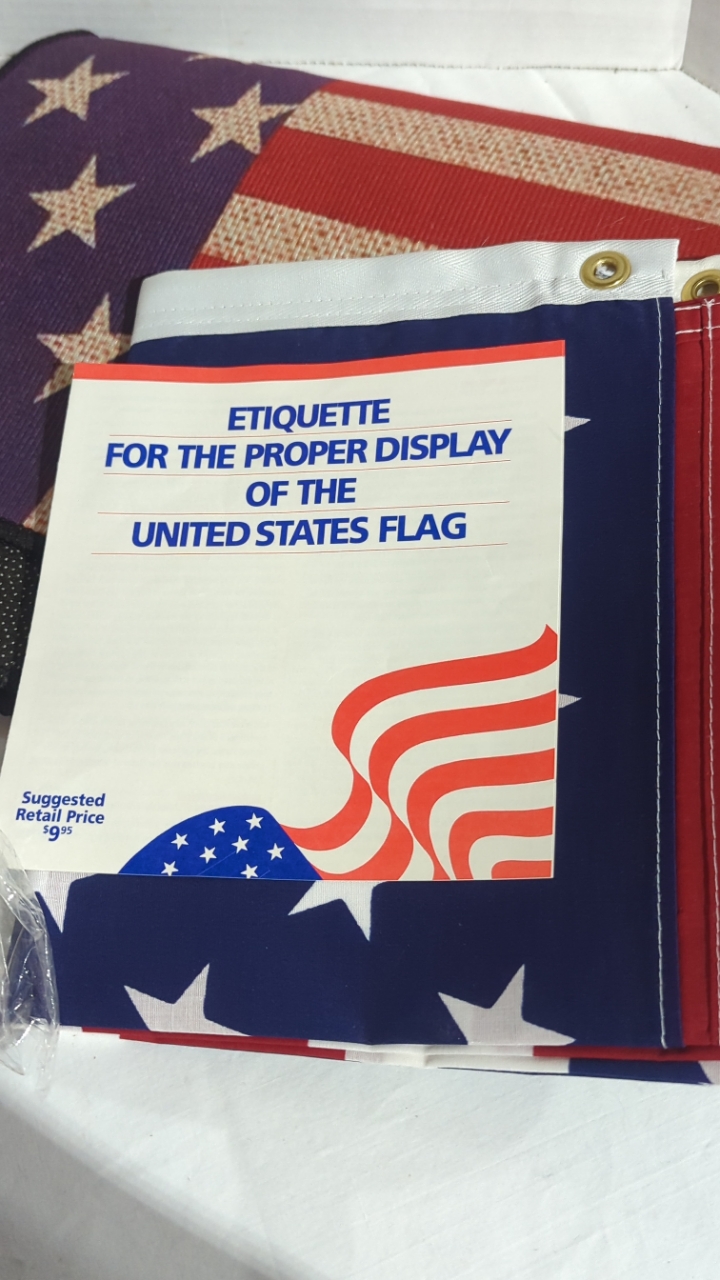 ETIQUETTE
FOR THE PROPER DISPLAY
OF THE
UNITED STATES FLAG
Suggested
Retail Price
$9.95